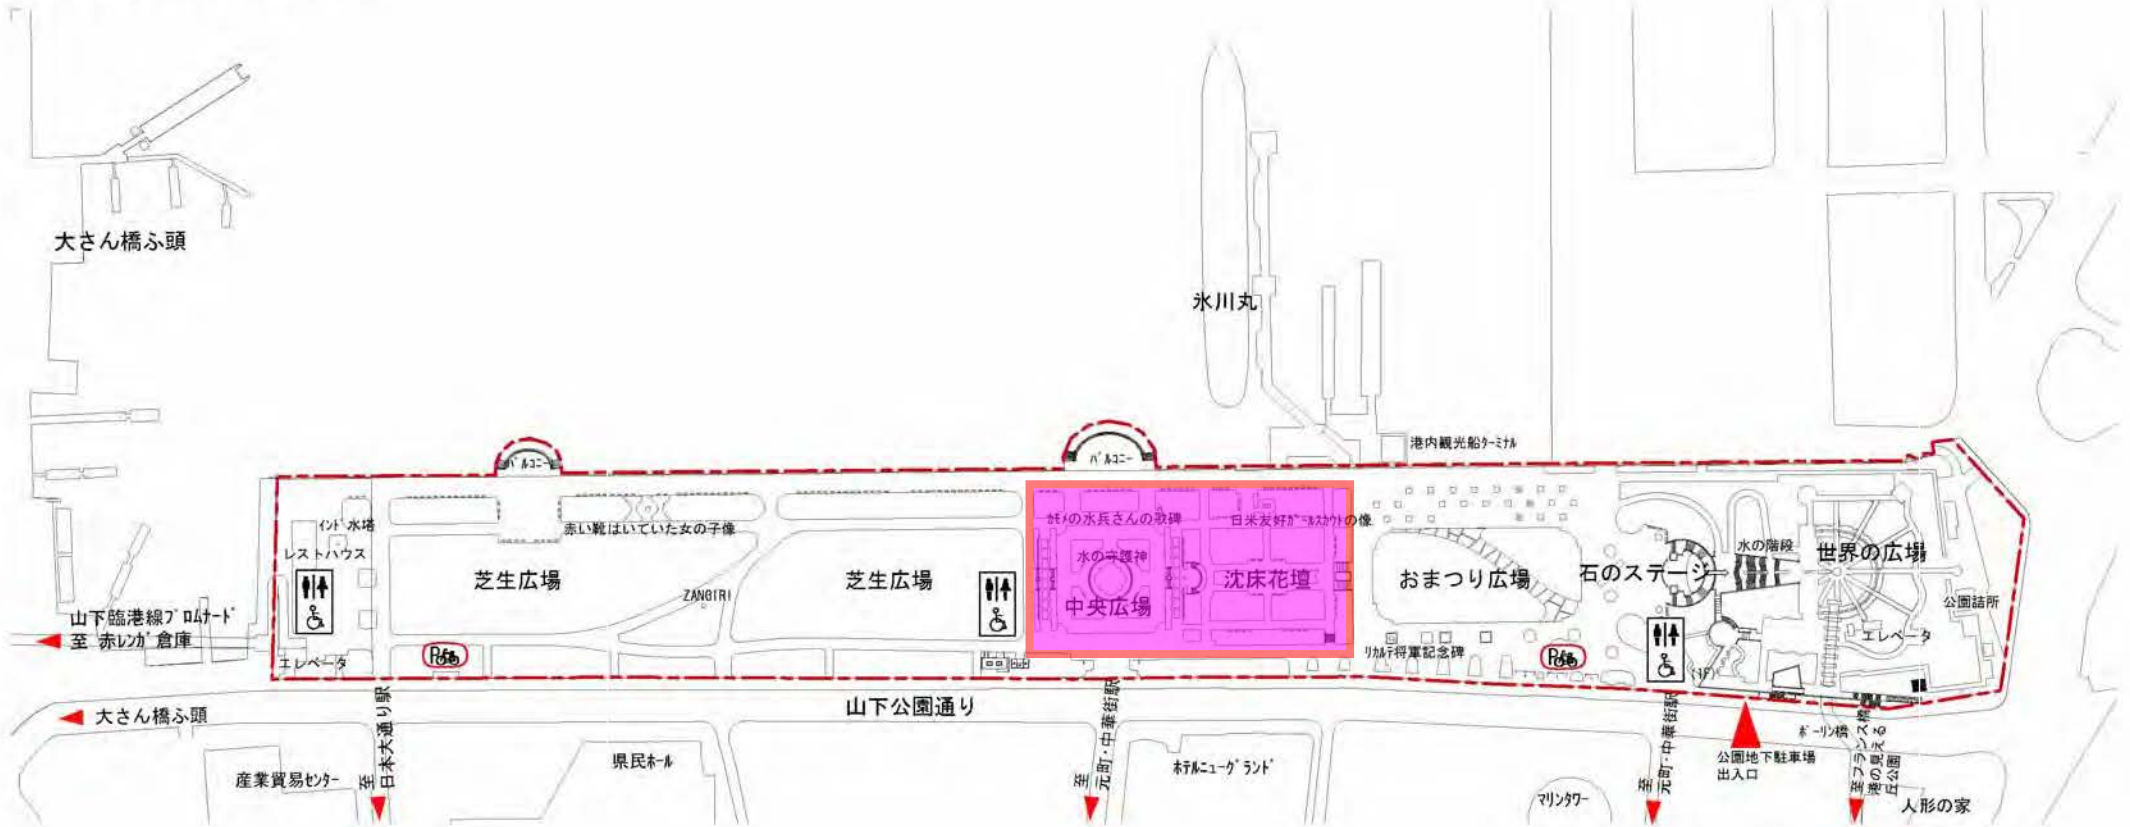 大さん橋ふ頭
氷川丸
港内観光船ターミナル
バルコニー
バルコニー
インド水塔
赤い靴はいていた女の子像
カモメの水兵さんの歌碑
日米友好ガールスカウトの像
レストハウス
芝生広場
芝生広場
水の守護神
沈床花壇
中央広場
おまつり広場
石のステージ
水の階段
世界の広場
ZANGIRI
公園詰所
山下臨港線プロムナード
至 赤レンガ倉庫
エレベータ
P
リカルテ将軍記念碑
P
エレベータ
(1F)
大さん橋ふ頭
山下公園通り
至
日本大通り駅
至
元町・中華街駅
至
元町・中華街駅
ポーリン橋
至フランス橋
港の見える
丘公園
公園地下駐車場
出入口
産業貿易センター
県民ホール
ホテルニューグランド
マリンタワー
人形の家